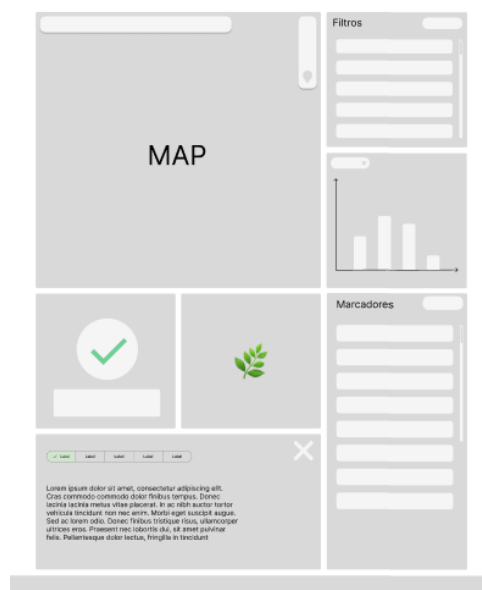 Filtros
MAP
Marcadores
Label Label Label Label Label
Lorem ipsum dolor sit amet, consectetur adipiscing elit.
Cras commodo commodo dolor finibus tempus. Donec
lacinia lacinia metus vitae placerat. In ac nibh auctor tortor
vehicula tincidunt non nec enim. Morbi eget suscipit augue.
Sed ac lorem odio. Donec finibus tristique risus, ullamcorper
ultrices eros. Praesent nec lobortis dui, sit amet pulvinar
felis. Pellentesque dolor lectus, fringilla in tincidunt